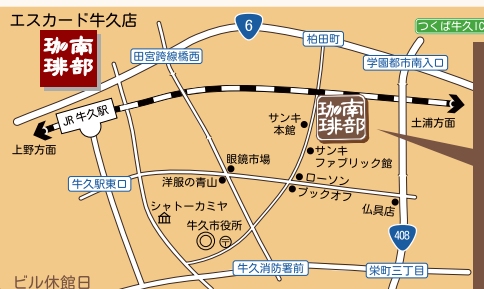 エスカード牛久店
珈南
琲部
6
つくば牛久IC
柏田町
田宮跨線橋西
学園都市南入口
JR牛久駅
上野方面
サンキ
本館
珈南
琲部
土浦方面
サンキ
ファブリック館
眼鏡市場
洋服の青山
ローソン
ブックオフ
牛久駅東口
シャトーカミヤ
仏具店
牛久市役所
〒
408
牛久消防署前
栄町三丁目
ビル休館日